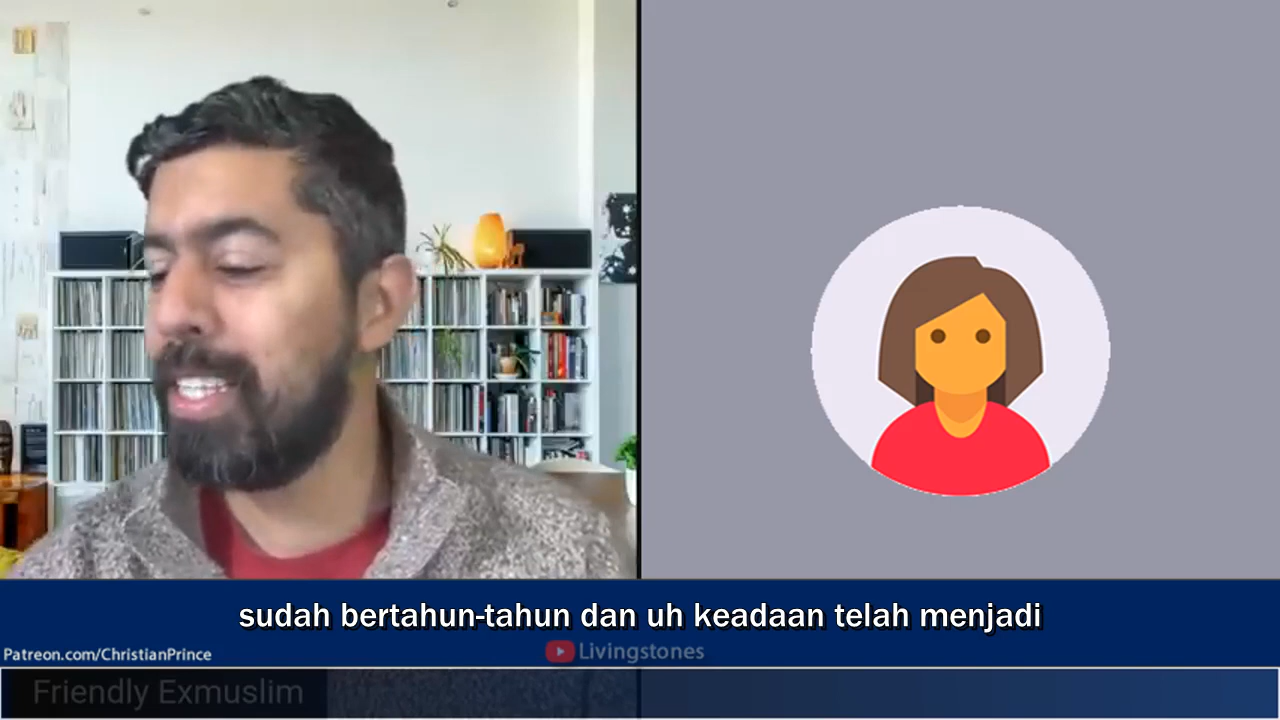 sudah bertahun-tahun dan uh keadaan telah menjadi
Patreon.com/ChristianPrince
Livingstones
Friendly Exmuslim